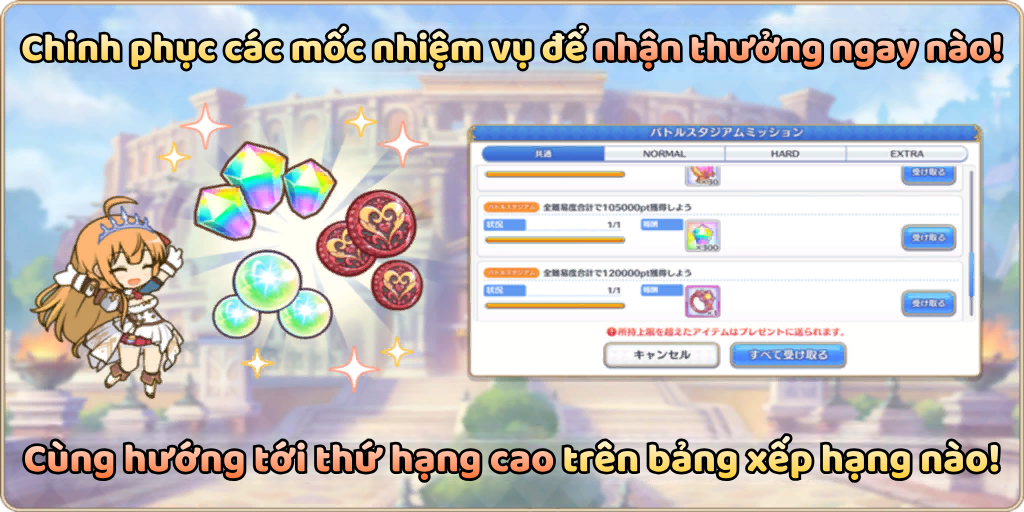 Chinh phục các mốc nhiệm vụ để nhận thưởng ngay nào!
バトルスタジアムミッション
共通 NORMAL HARD EXTRA
×90 受け取る
バトルスタジアム 全難易度合計で105000pt獲得しよう
状況 1/1 報酬
×300 受け取る
バトルスタジアム 全難易度合計で120000pt獲得しよう
状況 1/1 報酬
×1 受け取る
所持上限を超えたアイテムはプレゼントに送られます。
キャンセル すべて受け取る
Cùng hướng tới thứ hạng cao trên bảng xếp hạng nào!